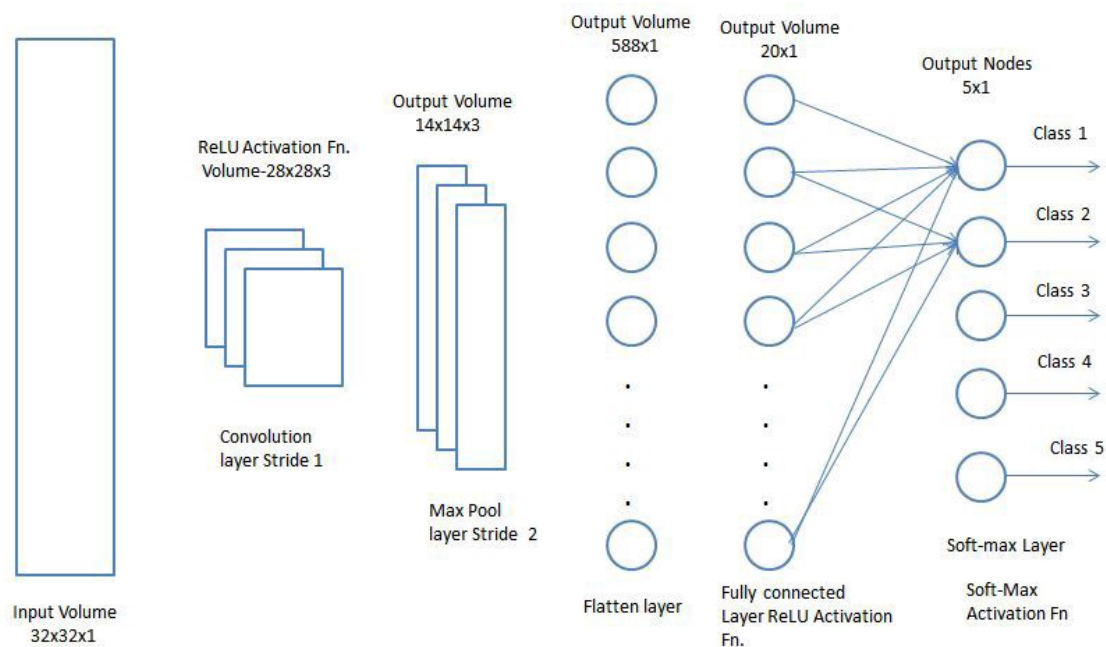 Input Volume
32x32x1
ReLU Activation Fn.
Volume-28x28x3
Convolution
layer Stride 1
Output Volume
14x14x3
Max Pool
layer Stride 2
Output Volume
588x1
Flatten layer
Output Volume
20x1
Fully connected
Layer ReLU Activation
Fn.
Output Nodes
5x1
Class 1
Class 2
Class 3
Class 4
Class 5
Soft-max Layer
Soft-Max
Activation Fn